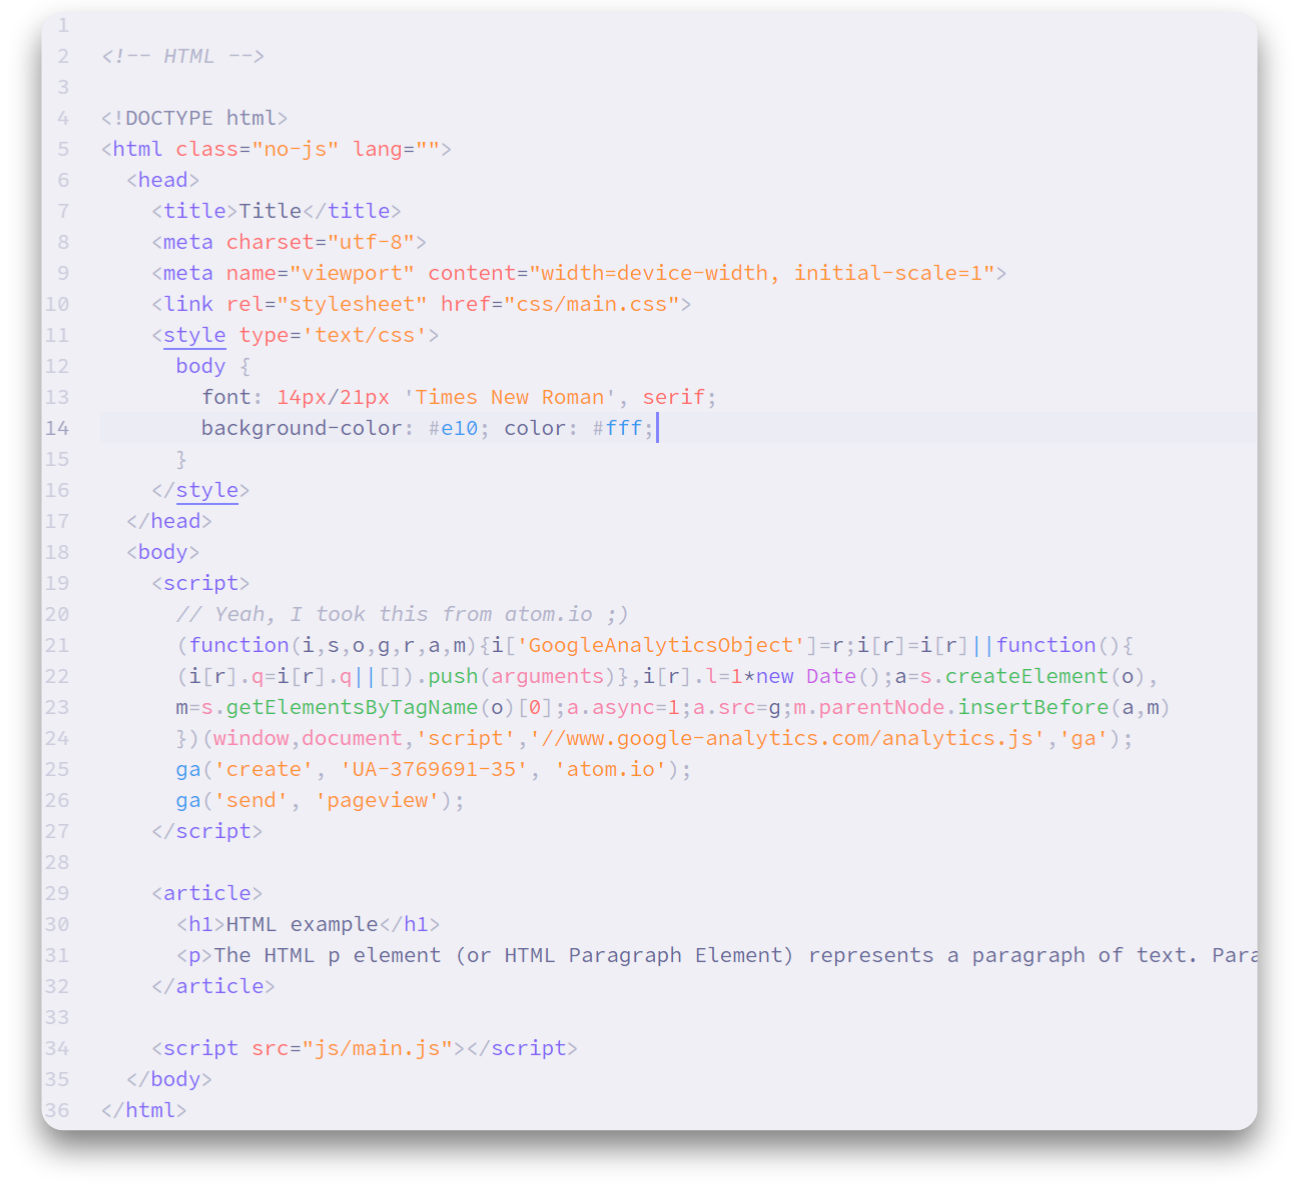 1
2 <!-- HTML -->
3
4 <!DOCTYPE html>
5 <html class="no-js" lang="">
6   <head>
7     <title>Title</title>
8     <meta charset="utf-8">
9     <meta name="viewport" content="width=device-width, initial-scale=1">
10     <link rel="stylesheet" href="css/main.css">
11     <style type='text/css'>
12       body {
13         font: 14px/21px 'Times New Roman', serif;
14         background-color: #e10; color: #fff;
15       }
16     </style>
17   </head>
18   <body>
19     <script>
20       // Yeah, I took this from atom.io ;)
21       (function(i,s,o,g,r,a,m){i['GoogleAnalyticsObject']=r;i[r]=i[r]||function(){
22       (i[r].q=i[r].q||[]).push(arguments)},i[r].l=1*new Date();a=s.createElement(o),
23       m=s.getElementsByTagName(o)[0];a.async=1;a.src=g;m.parentNode.insertBefore(a,m)
24       })(window,document,'script','//www.google-analytics.com/analytics.js','ga');
25       ga('create', 'UA-3769691-35', 'atom.io');
26       ga('send', 'pageview');
27     </script>
28
29     <article>
30       <h1>HTML example</h1>
31       <p>The HTML p element (or HTML Paragraph Element) represents a paragraph of text. Para
32     </article>
33
34     <script src="js/main.js"></script>
35   </body>
36 </html>